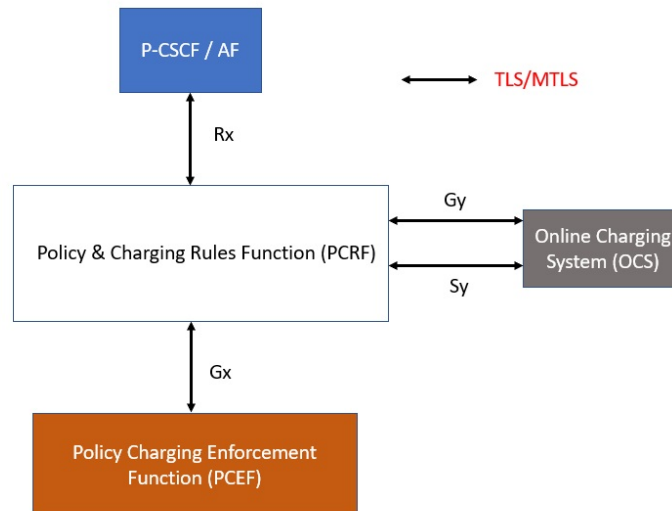 P-CSCF / AF
TLS/MTLS
Rx
Gy
Policy & Charging Rules Function (PCRF)
Online Charging
System (OCS)
Sy
Gx
Policy Charging Enforcement
Function (PCEF)